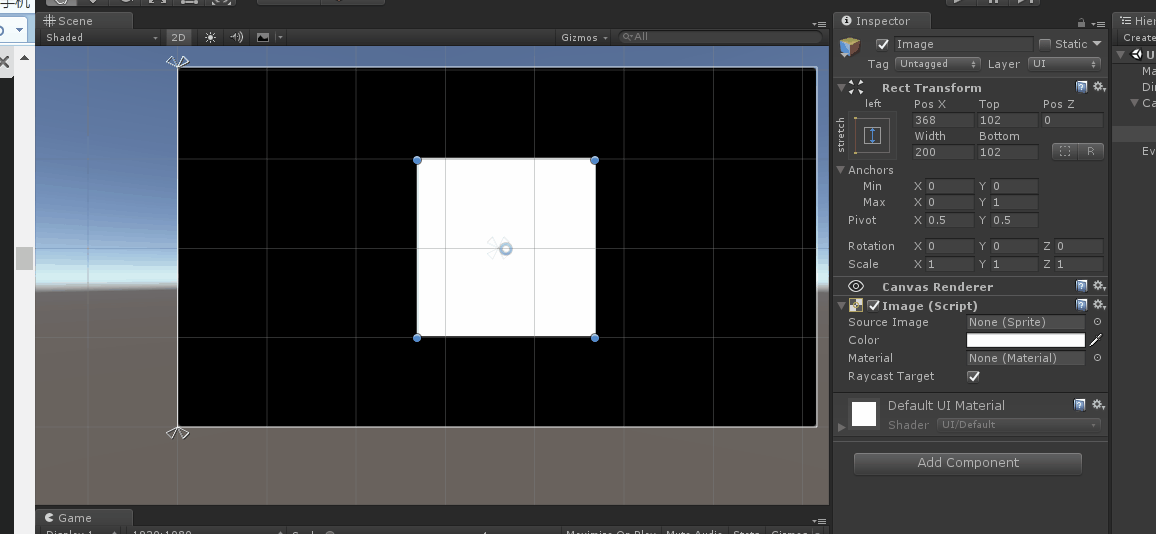 手机
Scene
Shaded
2D
Gizmos
All
Inspector
Image
Static
Tag Untagged Layer UI
Rect Transform
left
stretch
Pos X Top Pos Z
368 102 0
Width Bottom
200 102
R
Anchors
Min X 0 Y 0
Max X 0 Y 1
Pivot X 0.5 Y 0.5
Rotation X 0 Y 0 Z 0
Scale X 1 Y 1 Z 1
Canvas Renderer
Image (Script)
Source Image None (Sprite)
Color
Material None (Material)
Raycast Target
Default UI Material
Shader UI/Default
Add Component
Hier
Create
U
Ma
Di
Ca
Ev
Game
Display 1 1920x1080 Scale Maximize On Play Mute Audio Stats Gizmos